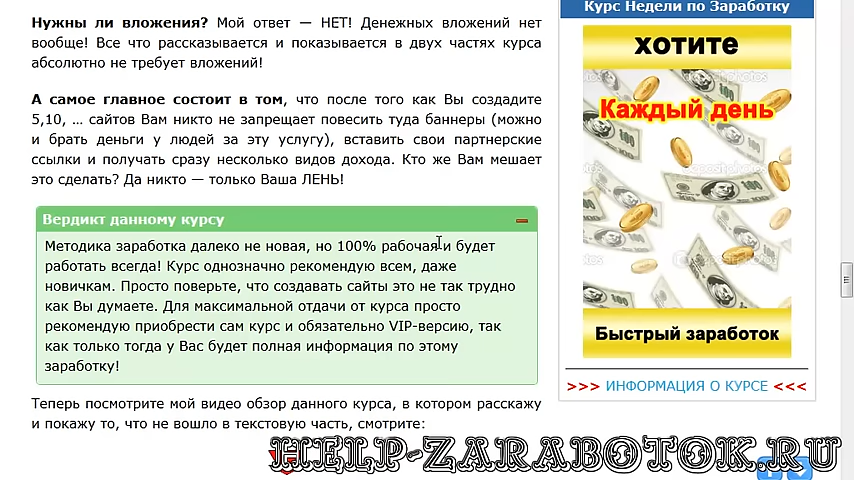 Нужны ли вложения? Мой ответ — НЕТ! Денежных вложений нет
вообще! Все что рассказывается и показывается в двух частях курса
абсолютно не требует вложений!
А самое главное состоит в том, что после того как Вы создадите
5,10, … сайтов Вам никто не запрещает повесить туда баннеры (можно
и брать деньги у людей за эту услугу), вставить свои партнерские
ссылки и получать сразу несколько видов дохода. Кто же Вам мешает
это сделать? Да никто — только Ваша ЛЕНЬ!
Вердикт данному курсу
Методика заработка далеко не новая, но 100% рабочая и будет
работать всегда! Курс однозначно рекомендую всем, даже
новичкам. Просто поверьте, что создавать сайты это не так трудно
как Вы думаете. Для максимальной отдачи от курса просто
рекомендую приобрести сам курс и обязательно VIP-версию, так
как только тогда у Вас будет полная информация по этому
заработку!
Теперь посмотрите мой видео обзор данного курса, в котором расскажу
и покажу то, что не вошло в текстовую часть, смотрите:
Курс Недели по Заработку
хотите
Каждый день
Быстрый заработок
>>> ИНФОРМАЦИЯ О КУРСЕ <<<
HELP-ZARABOTOK.RU